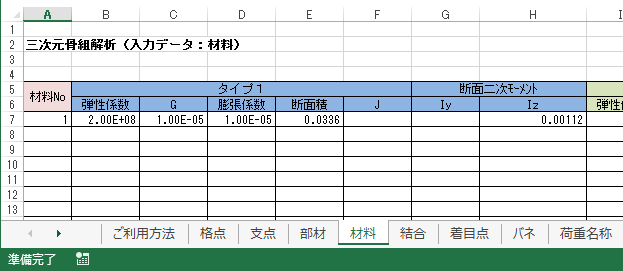 A B C D E F G H I
1
2 三次元骨組解析（入力データ：材料）
3
4
5 材料No タイプ１ 断面二次ﾓｰﾒﾝﾄ
6 弾性係数 G 膨張係数 断面積 J Iy Iz 弾性
7 1 2.00E+08 1.00E-05 1.00E-05 0.0336 0.00112
8
9
10
11
12
13
ご利用方法 格点 支点 部材 材料 結合 着目点 バネ 荷重名称
準備完了